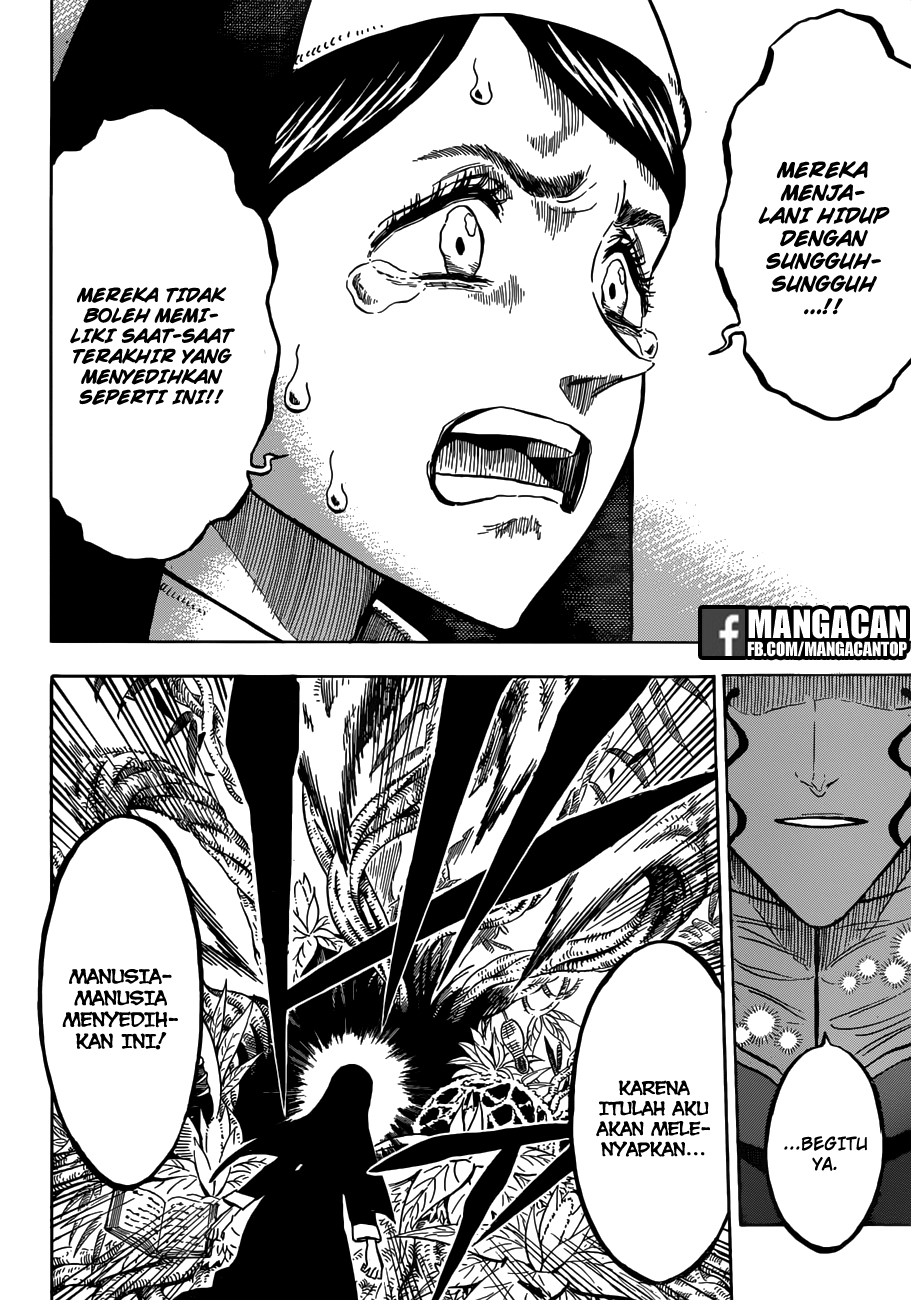 MEREKA
MENJA-
LANI HIDUP
DENGAN
SUNGGUH-
SUNGGUH
...!!
MEREKA TIDAK
BOLEH MEMI-
LIKI SAAT-SAAT
TERAKHIR YANG
MENYEDIHKAN
SEPERTI INI!!
MANGACAN
FB.COM/MANGACANTOP
...BEGITU
YA.
KARENA
ITULAH AKU
AKAN MELE-
NYAPKAN...
MANUSIA-
MANUSIA
MENYEDIH-
KAN INI!